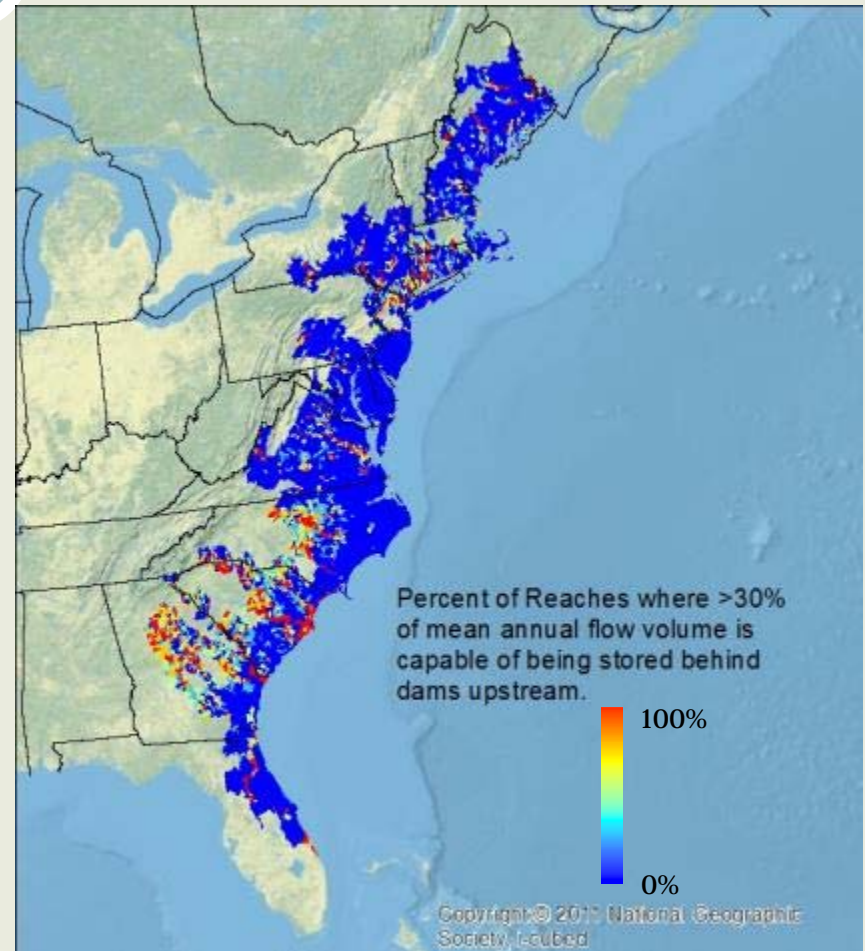 Percent of Reaches where >30%
of mean annual flow volume is
capable of being stored behind
dams upstream.
100%
0%
Copyright:© 2011 National Geographic
Society, i-cubed